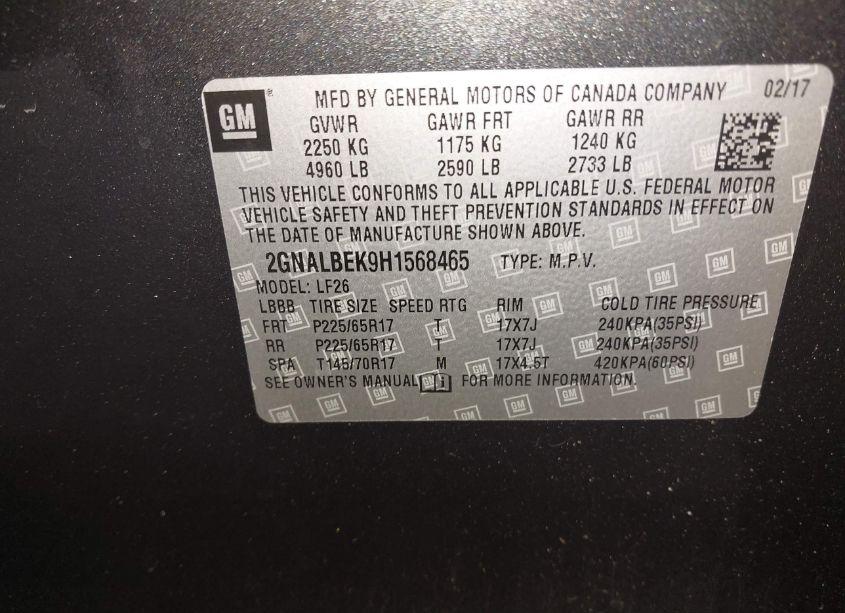 GM ® MFD BY GENERAL MOTORS OF CANADA COMPANY 02/17
GVWR GAWR FRT GAWR RR
2250 KG 1175 KG 1240 KG
4960 LB 2590 LB 2733 LB
THIS VEHICLE CONFORMS TO ALL APPLICABLE U.S. FEDERAL MOTOR
VEHICLE SAFETY AND THEFT PREVENTION STANDARDS IN EFFECT ON
THE DATE OF MANUFACTURE SHOWN ABOVE.
2GNALBEK9H1568465 TYPE: M.P.V.
MODEL: LF26
LBBB TIRE SIZE SPEED RTG RIM COLD TIRE PRESSURE
FRT P225/65R17 T 17X7J 240KPA(35PSI)
RR P225/65R17 T 17X7J 240KPA(35PSI)
SPA T145/70R17 M 17X4.5T 420KPA(60PSI)
SEE OWNER'S MANUAL i FOR MORE INFORMATION.